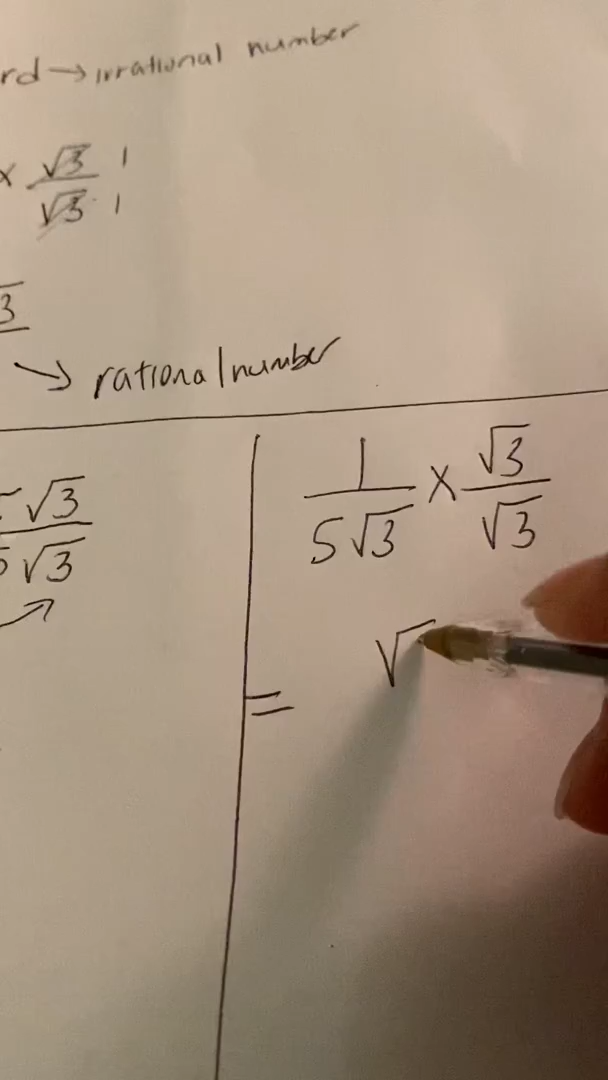 rd → irrational number
× √3/√3 1 1
3
→ rational number
√3/√3
1/5√3 × √3/√3
= √